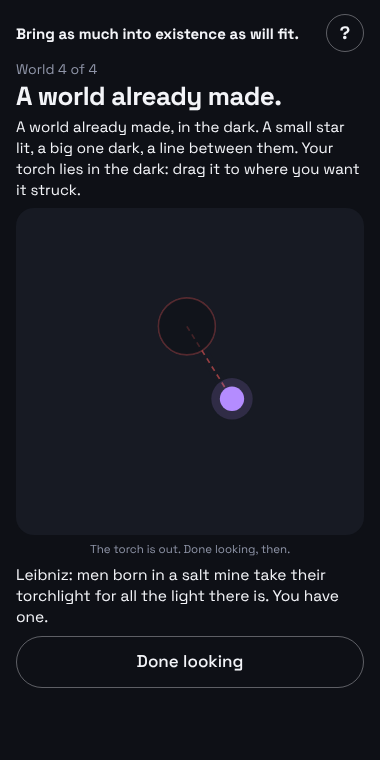 Bring as much into existence as will fit.
?
World 4 of 4
A world already made.
A world already made, in the dark. A small star
lit, a big one dark, a line between them. Your
torch lies in the dark: drag it to where you want
it struck.
The torch is out. Done looking, then.
Leibniz: men born in a salt mine take their
torchlight for all the light there is. You have
one.
Done looking